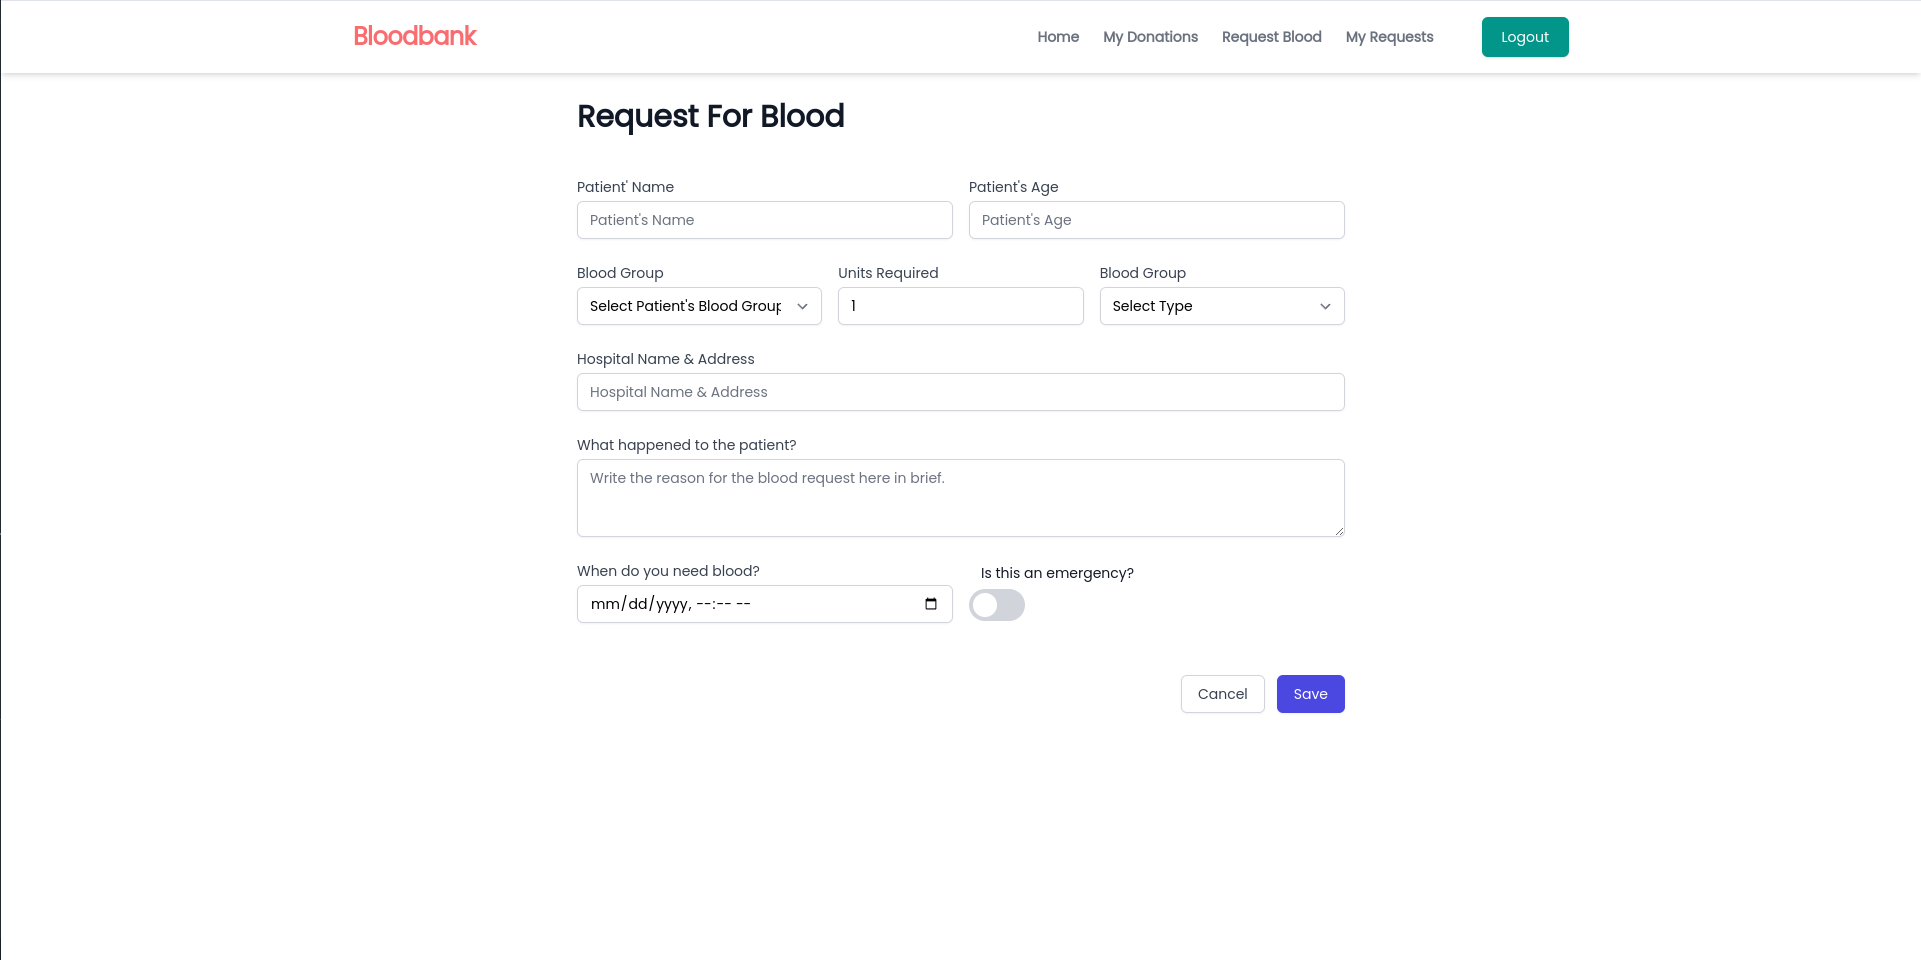 Bloodbank
Home My Donations Request Blood My Requests Logout
Request For Blood
Patient' Name Patient's Age
Patient's Name Patient's Age
Blood Group Units Required Blood Group
Select Patient's Blood Group 1 Select Type
Hospital Name & Address
Hospital Name & Address
What happened to the patient?
Write the reason for the blood request here in brief.
When do you need blood? Is this an emergency?
mm/dd/yyyy, --:-- --
Cancel Save